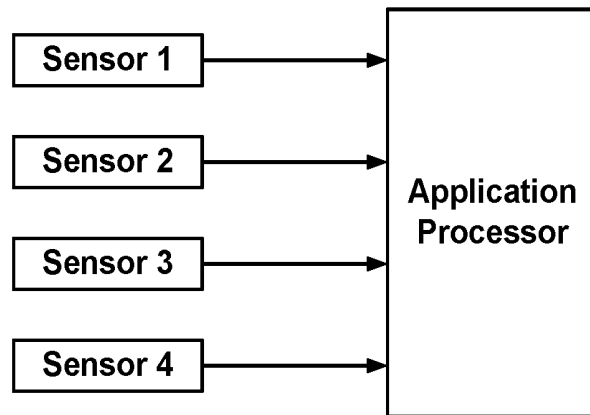 Sensor 1
Sensor 2
Sensor 3
Sensor 4
Application
Processor